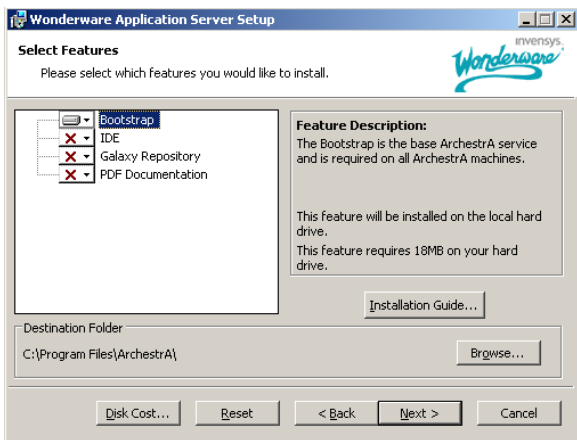 Wonderware Application Server Setup
Select Features
Please select which features you would like to install.
invensys.
Wonderware
Bootstrap
IDE
Galaxy Repository
PDF Documentation
Feature Description:
The Bootstrap is the base ArchestrA service
and is required on all ArchestrA machines.
This feature will be installed on the local hard
drive.
This feature requires 18MB on your hard
drive.
Installation Guide...
Destination Folder
C:\Program Files\ArchestrA\
Browse...
Disk Cost...
Reset
< Back
Next >
Cancel